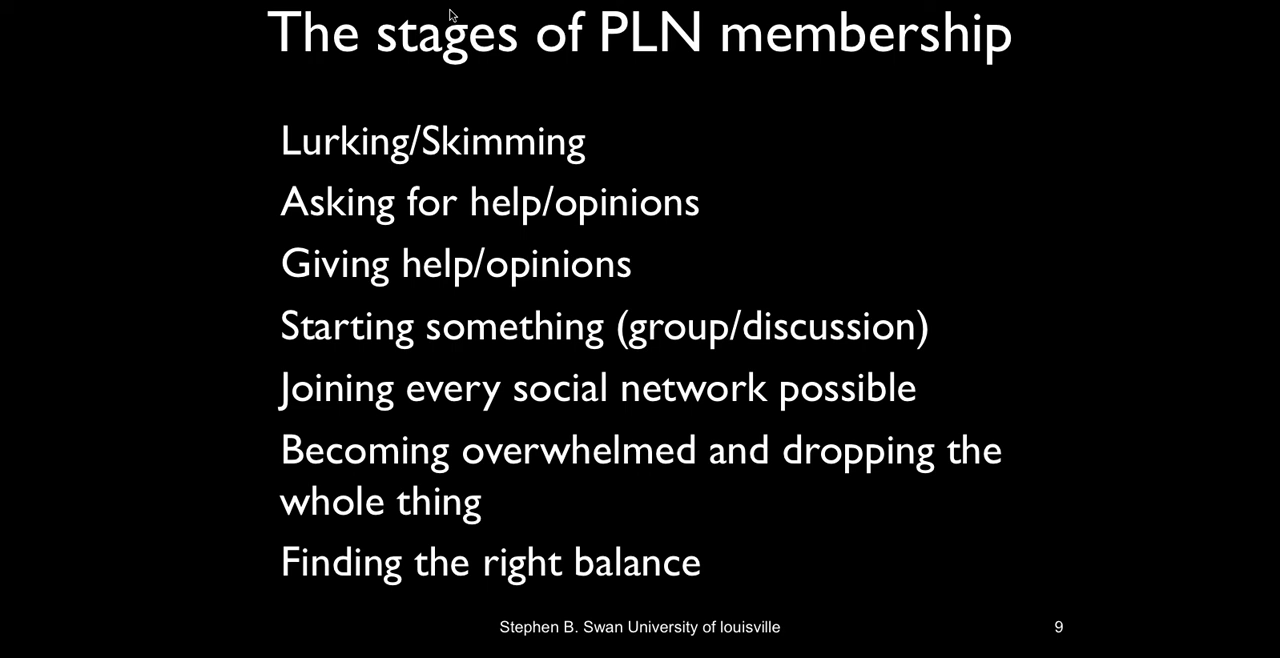 The stages of PLN membership
Lurking/Skimming
Asking for help/opinions
Giving help/opinions
Starting something (group/discussion)
Joining every social network possible
Becoming overwhelmed and dropping the
whole thing
Finding the right balance
Stephen B. Swan University of louisville
9